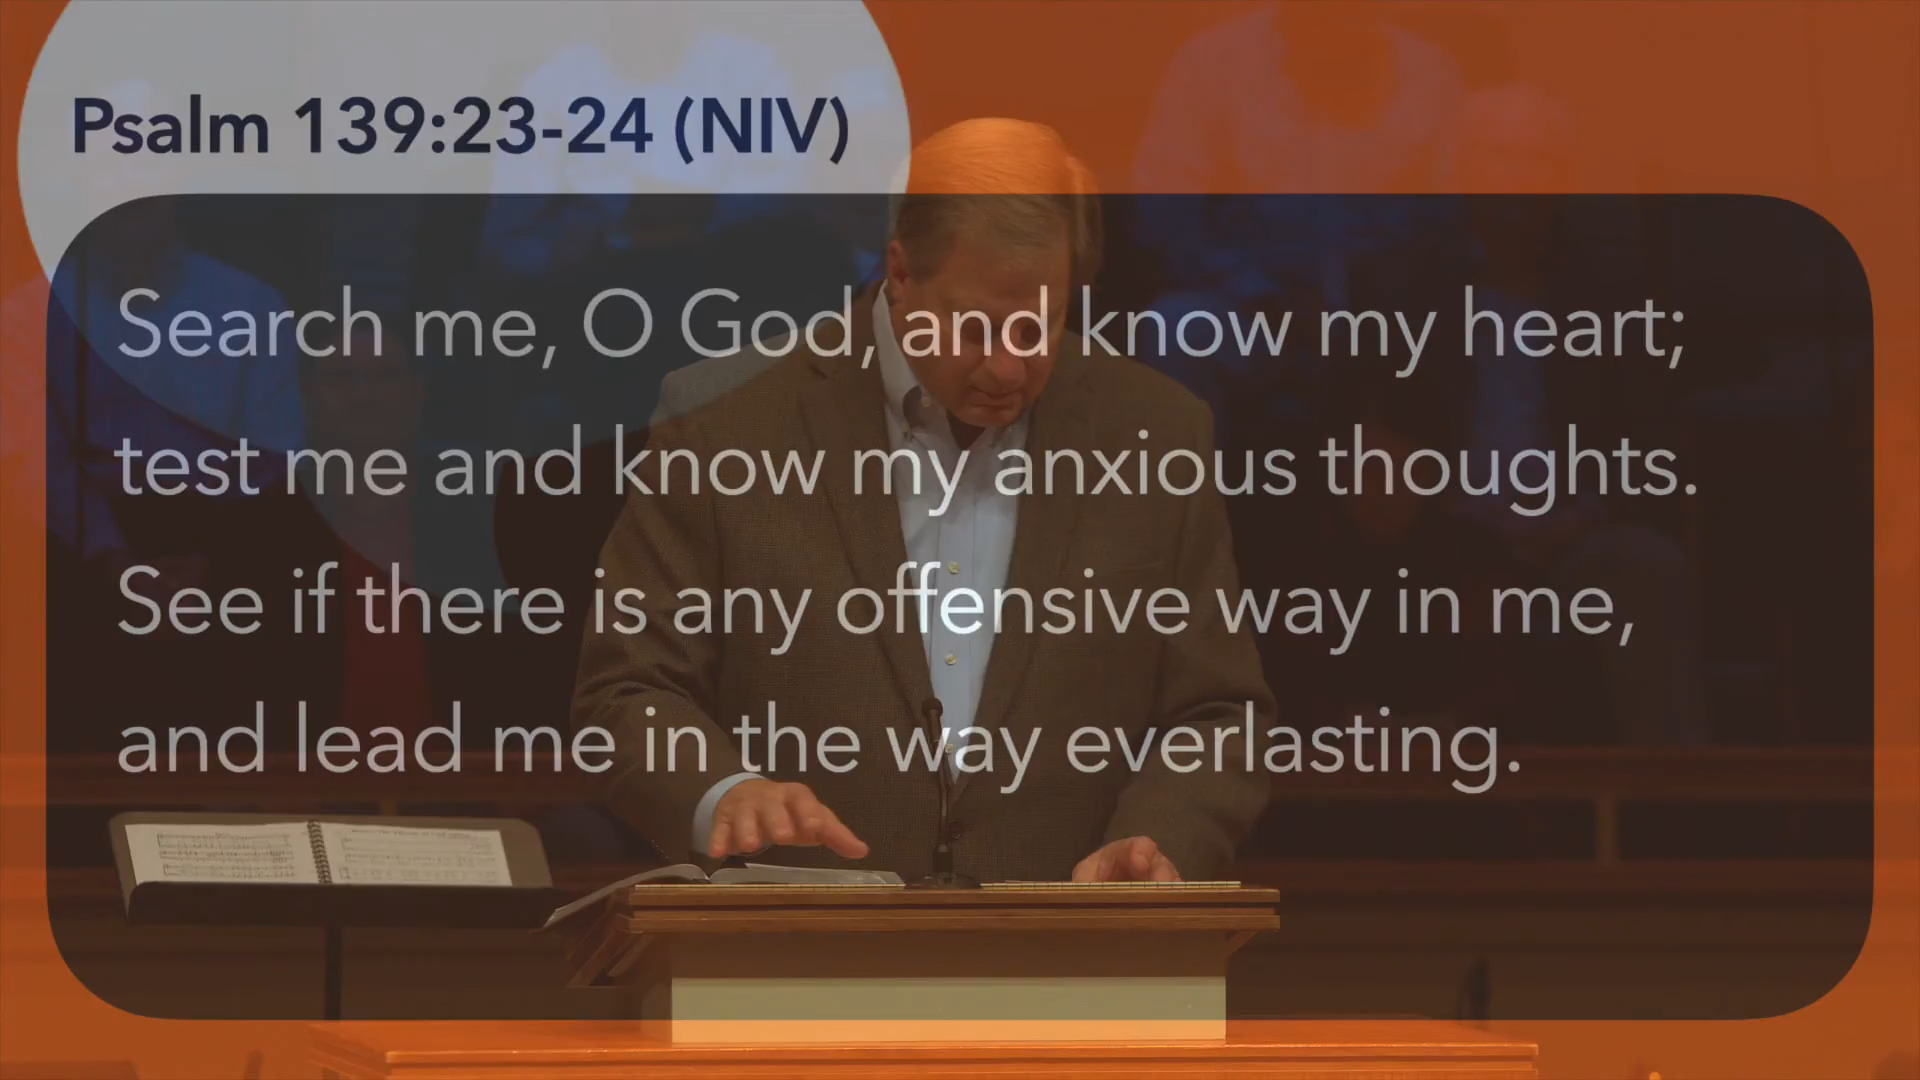 Psalm 139:23-24 (NIV)
Search me, O God, and know my heart;
test me and know my anxious thoughts.
See if there is any offensive way in me,
and lead me in the way everlasting.